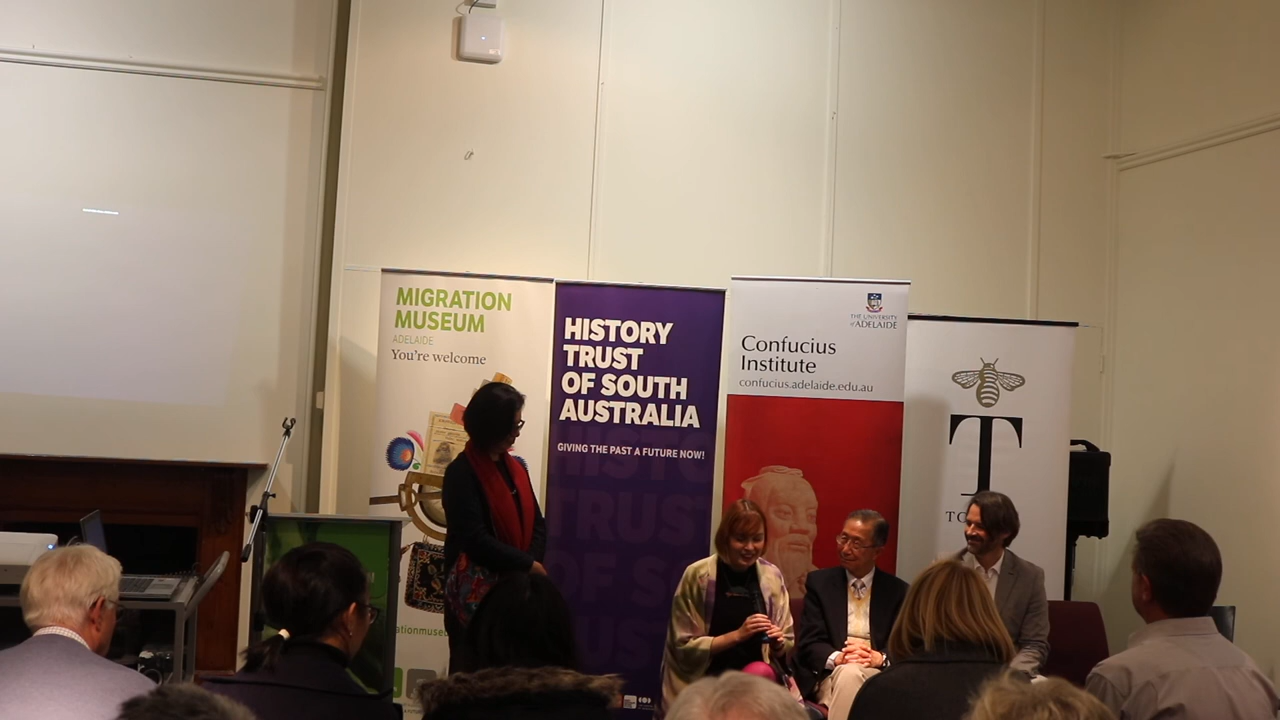 MIGRATION
MUSEUM
ADELAIDE
You're welcome
HISTORY
TRUST
OF SOUTH
AUSTRALIA
GIVING THE PAST A FUTURE NOW!
THE UNIVERSITY
of ADELAIDE
Confucius
Institute
confucius.adelaide.edu.au
T